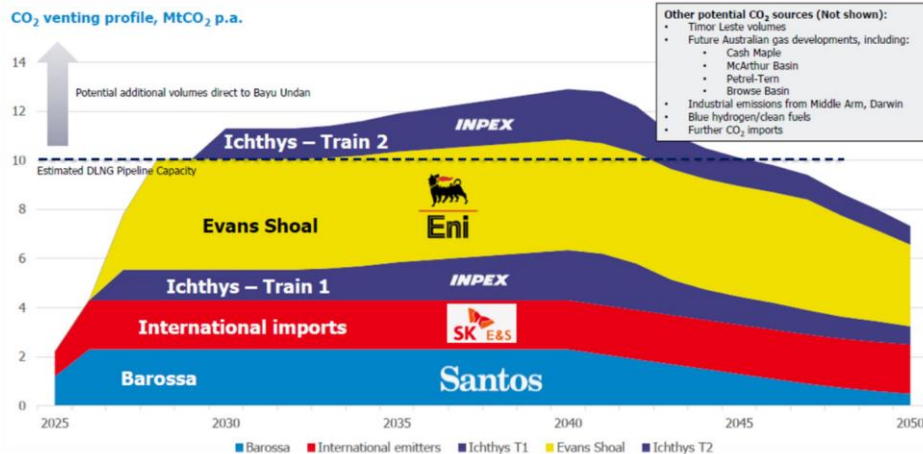 CO₂ venting profile, MtCO₂ p.a.
Other potential CO₂ sources (Not shown):
• Timor Leste volumes
• Future Australian gas developments, including:
• Cash Maple
• McArthur Basin
• Petrel-Tern
• Browse Basin
• Industrial emissions from Middle Arm, Darwin
• Blue hydrogen/clean fuels
• Further CO₂ imports
14
12
10
8
6
4
2
0
Potential additional volumes direct to Bayu Undan
Estimated DLNG Pipeline Capacity
Ichthys – Train 2
INPEX
Evans Shoal
Eni
Ichthys – Train 1
INPEX
International imports
SK E&S
Barossa
Santos
2025
2030
2035
2040
2045
2050
Barossa
International emitters
Ichthys T1
Evans Shoal
Ichthys T2